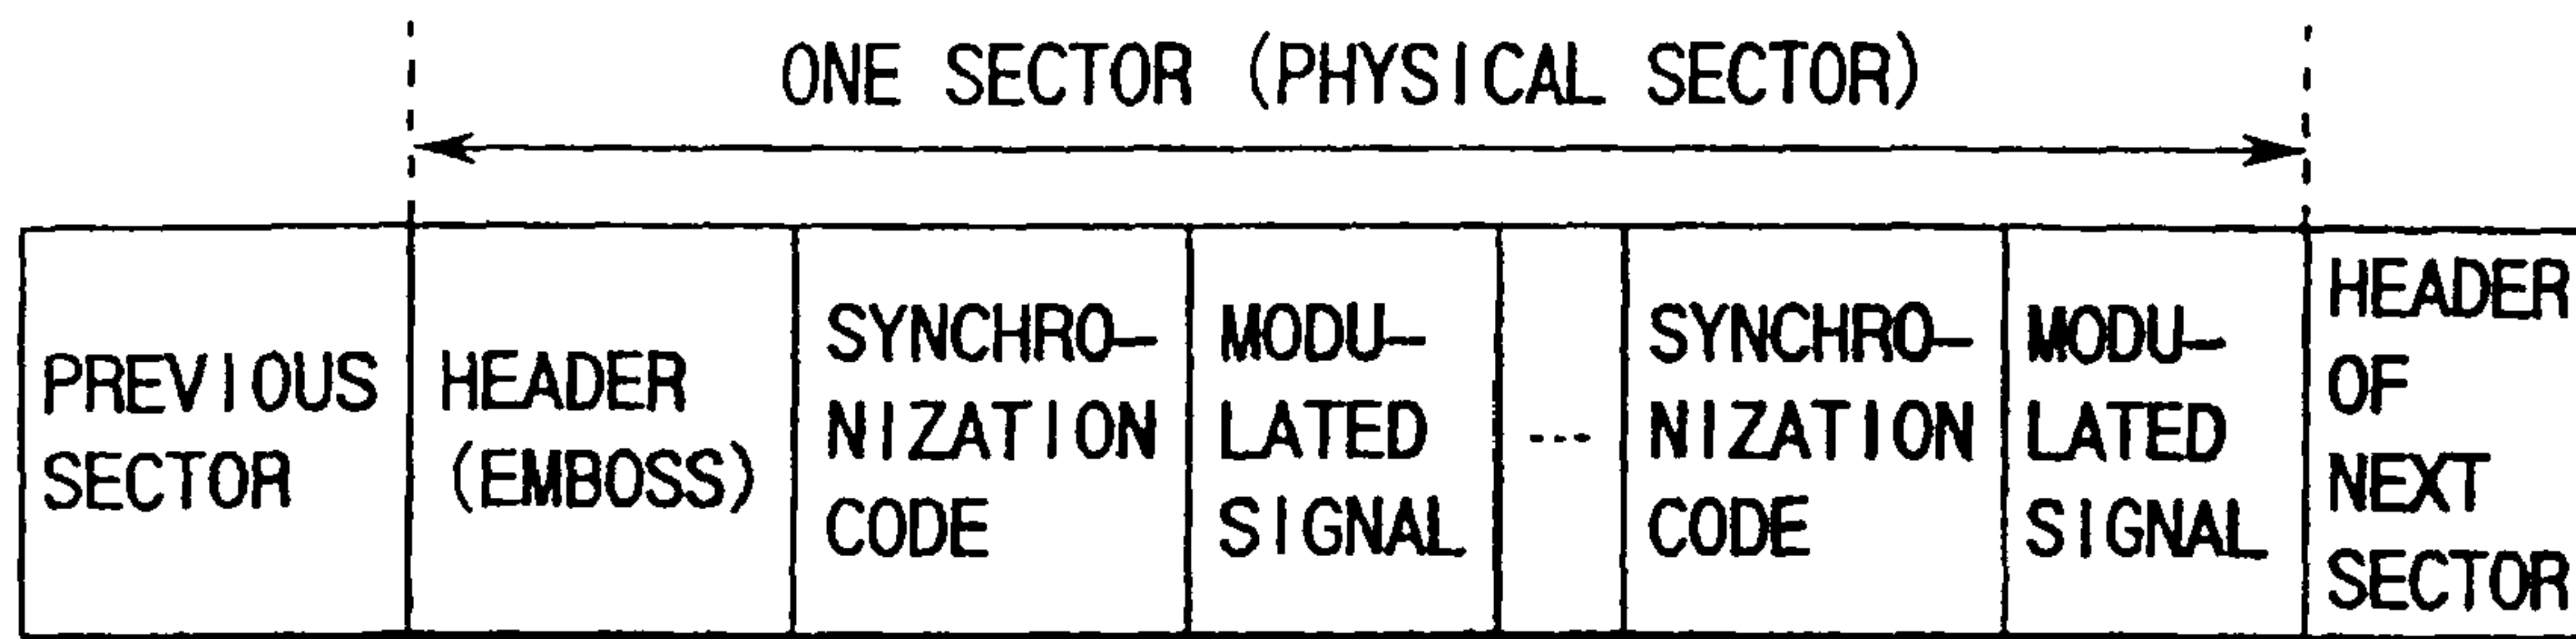 ONE SECTOR (PHYSICAL SECTOR)
PREVIOUS
SECTOR
HEADER
(EMBOSS)
SYNCHRO-
NIZATION
CODE
MODU-
LATED
SIGNAL
---
SYNCHRO-
NIZATION
CODE
MODU-
LATED
SIGNAL
HEADER
OF
NEXT
SECTOR